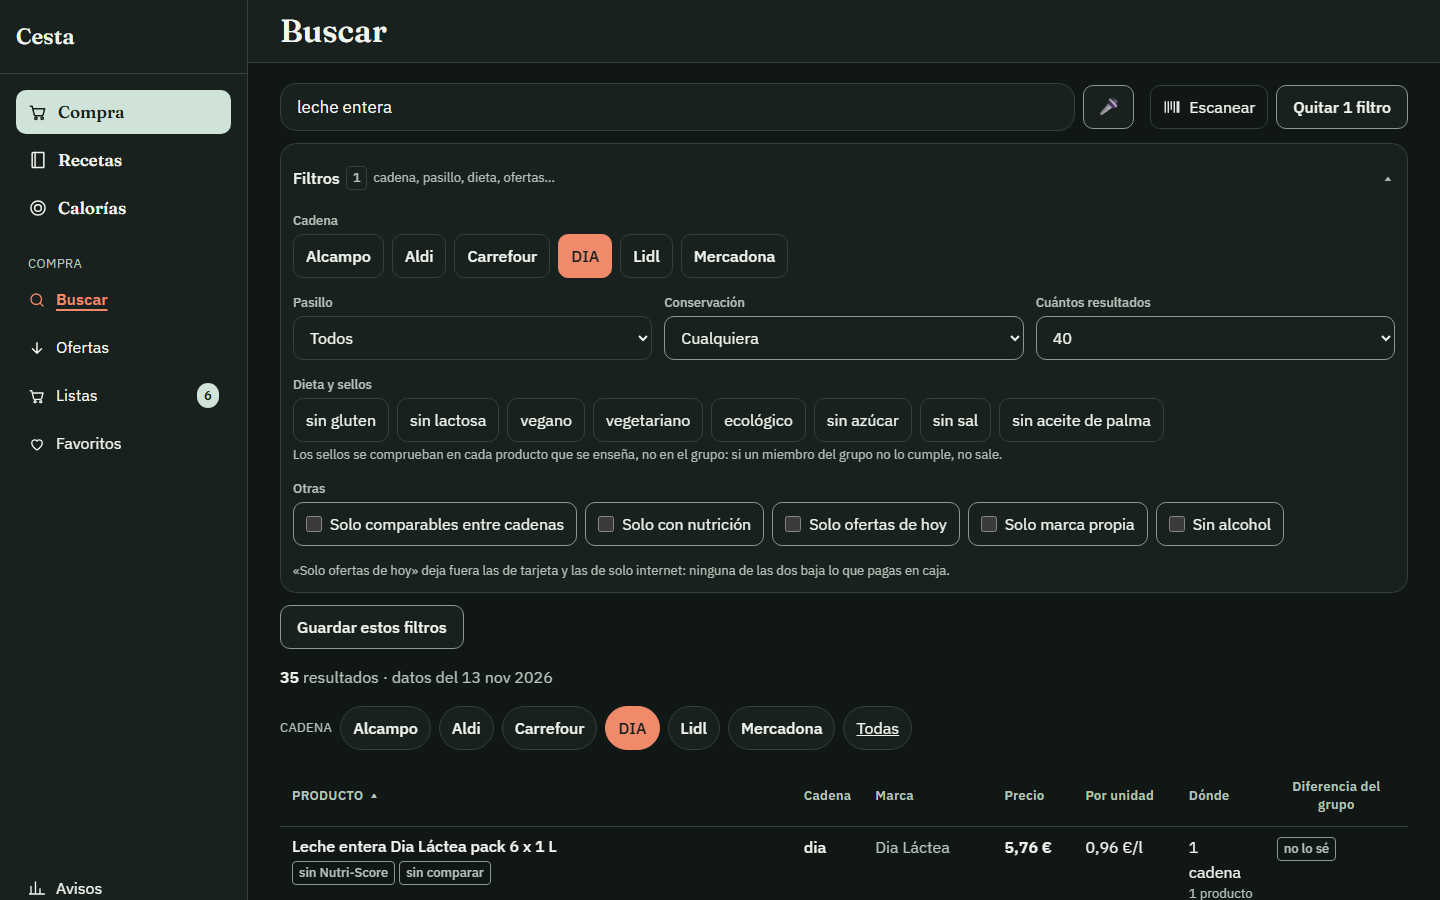 Cesta
Compra
Recetas
Calorías
COMPRA
Buscar
Ofertas
Listas 6
Favoritos
Avisos
Buscar
leche entera
Escanear
Quitar 1 filtro
Filtros 1 cadena, pasillo, dieta, ofertas...
Cadena
Alcampo Aldi Carrefour DIA Lidl Mercadona
Pasillo Conservación Cuántos resultados
Todos Cualquiera 40
Dieta y sellos
sin gluten sin lactosa vegano vegetariano ecológico sin azúcar sin sal sin aceite de palma
Los sellos se comprueban en cada producto que se enseña, no en el grupo: si un miembro del grupo no lo cumple, no sale.
Otras
Solo comparables entre cadenas Solo con nutrición Solo ofertas de hoy Solo marca propia Sin alcohol
«Solo ofertas de hoy» deja fuera las de tarjeta y las de solo internet: ninguna de las dos baja lo que pagas en caja.
Guardar estos filtros
35 resultados · datos del 13 nov 2026
CADENA Alcampo Aldi Carrefour DIA Lidl Mercadona Todas
PRODUCTO Cadena Marca Precio Por unidad Dónde Diferencia del
grupo
Leche entera Dia Láctea pack 6 x 1 L dia Dia Láctea 5,76 € 0,96 €/l 1 no lo sé
sin Nutri-Score sin comparar cadena
1 producto